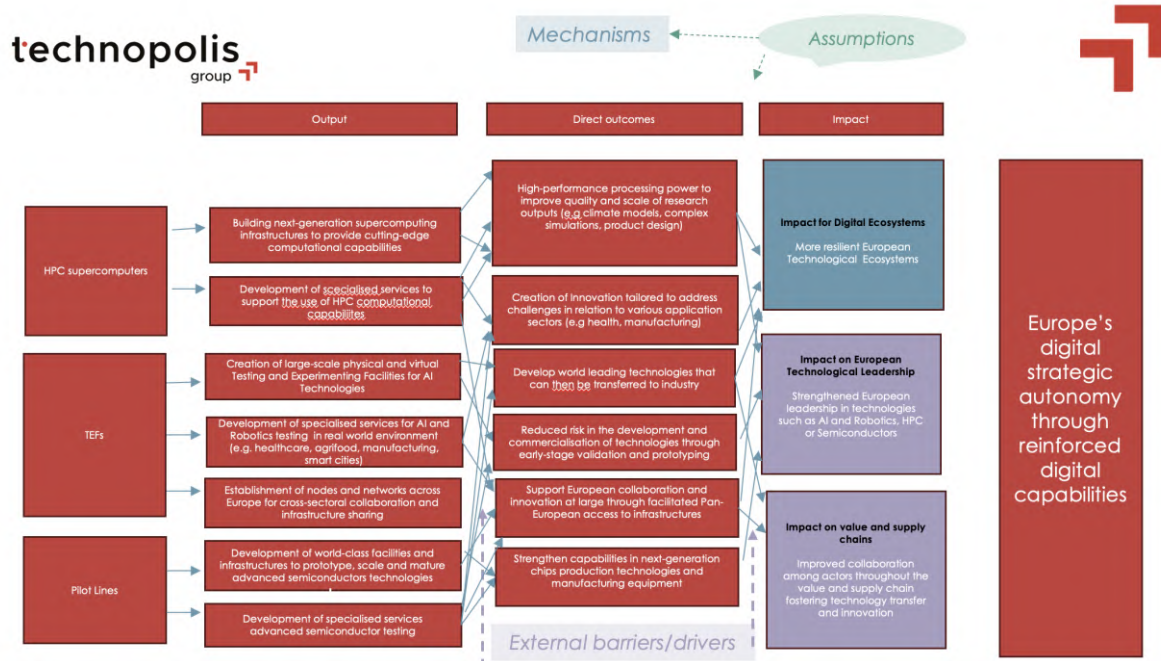 technopolis
group
Mechanisms
Assumptions
Output
Direct outcomes
Impact
HPC supercomputers
Building next-generation supercomputing
infrastructures to provide cutting-edge
computational capabilities
Development of scecialised services to
support the use of HPC computational
capabiliites
TEFs
Creation of large-scale physical and virtual
Testing and Experimenting Facilities for AI
Technologies
Development of specialised services for AI and
Robotics testing in real world environment
(e.g. healthcare, agrifood, manufacturing,
smart cities)
Establishment of nodes and networks across
Europe for cross-sectoral collaboration and
infrastructure sharing
Pilot Lines
Development of world-class facilities and
infrastructures to prototype, scale and mature
advanced semiconductors technologies
Development of specialised services
advanced semiconductor testing
High-performance processing power to
improve quality and scale of research
outputs (e.g climate models, complex
simulations, product design)
Creation of Innovation tailored to address
challenges in relation to various application
sectors (e.g health, manufacturing)
Develop world leading technologies that
can then be transferred to industry
Reduced risk in the development and
commercialisation of technologies through
early-stage validation and prototyping
Support European collaboration and
innovation at large through facilitated Pan-
European access to infrastructures
Strengthen capabilities in next-generation
chips production technologies and
manufacturing equipment
Impact for Digital Ecosystems
More resilient European
Technological Ecosystems
Impact on European
Technological Leadership
Strengthened European
leadership in technologies
such as AI and Robotics, HPC
or Semiconductors
Impact on value and supply
chains
Improved collaboration
among actors throughout the
value and supply chain
fostering technology transfer
and innovation
Europe's
digital
strategic
autonomy
through
reinforced
digital
capabilities
External barriers/drivers